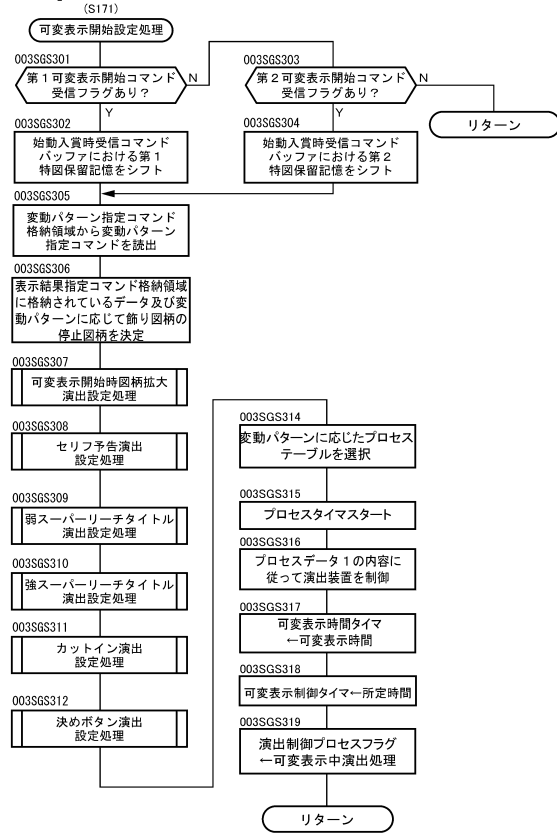 (S171)
可変表示開始設定処理
003SGS301
第1可変表示開始コマンド
受信フラグあり？
N
Y
003SGS303
第2可変表示開始コマンド
受信フラグあり？
N
Y
リターン
003SGS302
始動入賞時受信コマンド
バッファにおける第1
特図保留記憶をシフト
003SGS304
始動入賞時受信コマンド
バッファにおける第2
特図保留記憶をシフト
003SGS305
変動パターン指定コマンド
格納領域から変動パターン
指定コマンドを読出
003SGS306
表示結果指定コマンド格納領域
に格納されているデータ及び変
動パターンに応じて飾り図柄の
停止図柄を決定
003SGS307
可変表示開始時図柄拡大
演出設定処理
003SGS308
セリフ予告演出
設定処理
003SGS309
弱スーパーリーチタイトル
演出設定処理
003SGS310
強スーパーリーチタイトル
演出設定処理
003SGS311
カットイン演出
設定処理
003SGS312
決めボタン演出
設定処理
003SGS314
変動パターンに応じたプロセス
テーブルを選択
003SGS315
プロセスタイマスタート
003SGS316
プロセスデータ1の内容に
従って演出装置を制御
003SGS317
可変表示時間タイマ
←可変表示時間
003SGS318
可変表示制御タイマ←所定時間
003SGS319
演出制御プロセスフラグ
←可変表示中演出処理
リターン